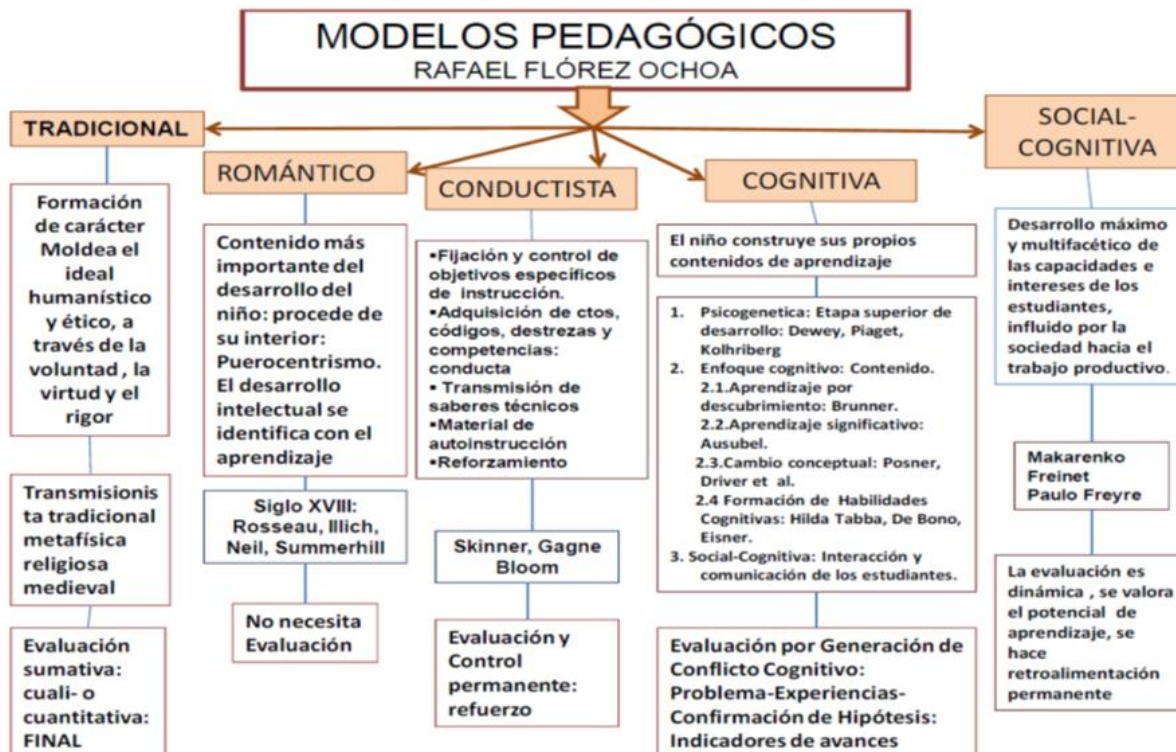 MODELOS PEDAGÓGICOS
RAFAEL FLÓREZ OCHOA
TRADICIONAL
Formación
de carácter
Moldea el
ideal
humanístico
y ético, a
través de la
voluntad , la
virtud y el
rigor
Transmisionis
ta tradicional
metafísica
religiosa
medieval
Evaluación
sumativa:
cuali- o
cuantitativa:
FINAL
ROMÁNTICO
Contenido más
importante del
desarrollo del
niño: procede de
su interior:
Puerocentrismo.
El desarrollo
intelectual se
identifica con el
aprendizaje
Siglo XVIII:
Rosseau, Illich,
Neil, Summerhill
No necesita
Evaluación
CONDUCTISTA
▪Fijación y control de
objetivos específicos
de instrucción.
▪Adquisición de ctos,
códigos, destrezas y
competencias:
conducta
▪ Transmisión de
saberes técnicos
▪Material de
autoinstrucción
▪Reforzamiento
Skinner, Gagne
Bloom
Evaluación y
Control
permanente:
refuerzo
COGNITIVA
El niño construye sus propios
contenidos de aprendizaje
1. Psicogenetica: Etapa superior de
desarrollo: Dewey, Piaget,
Kolhriberg
2. Enfoque cognitivo: Contenido.
2.1.Aprendizaje por
descubrimiento: Brunner.
2.2.Aprendizaje significativo:
Ausubel.
2.3.Cambio conceptual: Posner,
Driver et al.
2.4 Formación de Habilidades
Cognitivas: Hilda Tabba, De Bono,
Eisner.
3. Social-Cognitiva: Interacción y
comunicación de los estudiantes.
Evaluación por Generación de
Conflicto Cognitivo:
Problema-Experiencias-
Confirmación de Hipótesis:
Indicadores de avances
SOCIAL-
COGNITIVA
Desarrollo máximo
y multifacético de
las capacidades e
intereses de los
estudiantes,
influido por la
sociedad hacia el
trabajo productivo.
Makarenko
Freinet
Paulo Freyre
La evaluación es
dinámica , se valora
el potencial de
aprendizaje, se
hace
retroalimentación
permanente